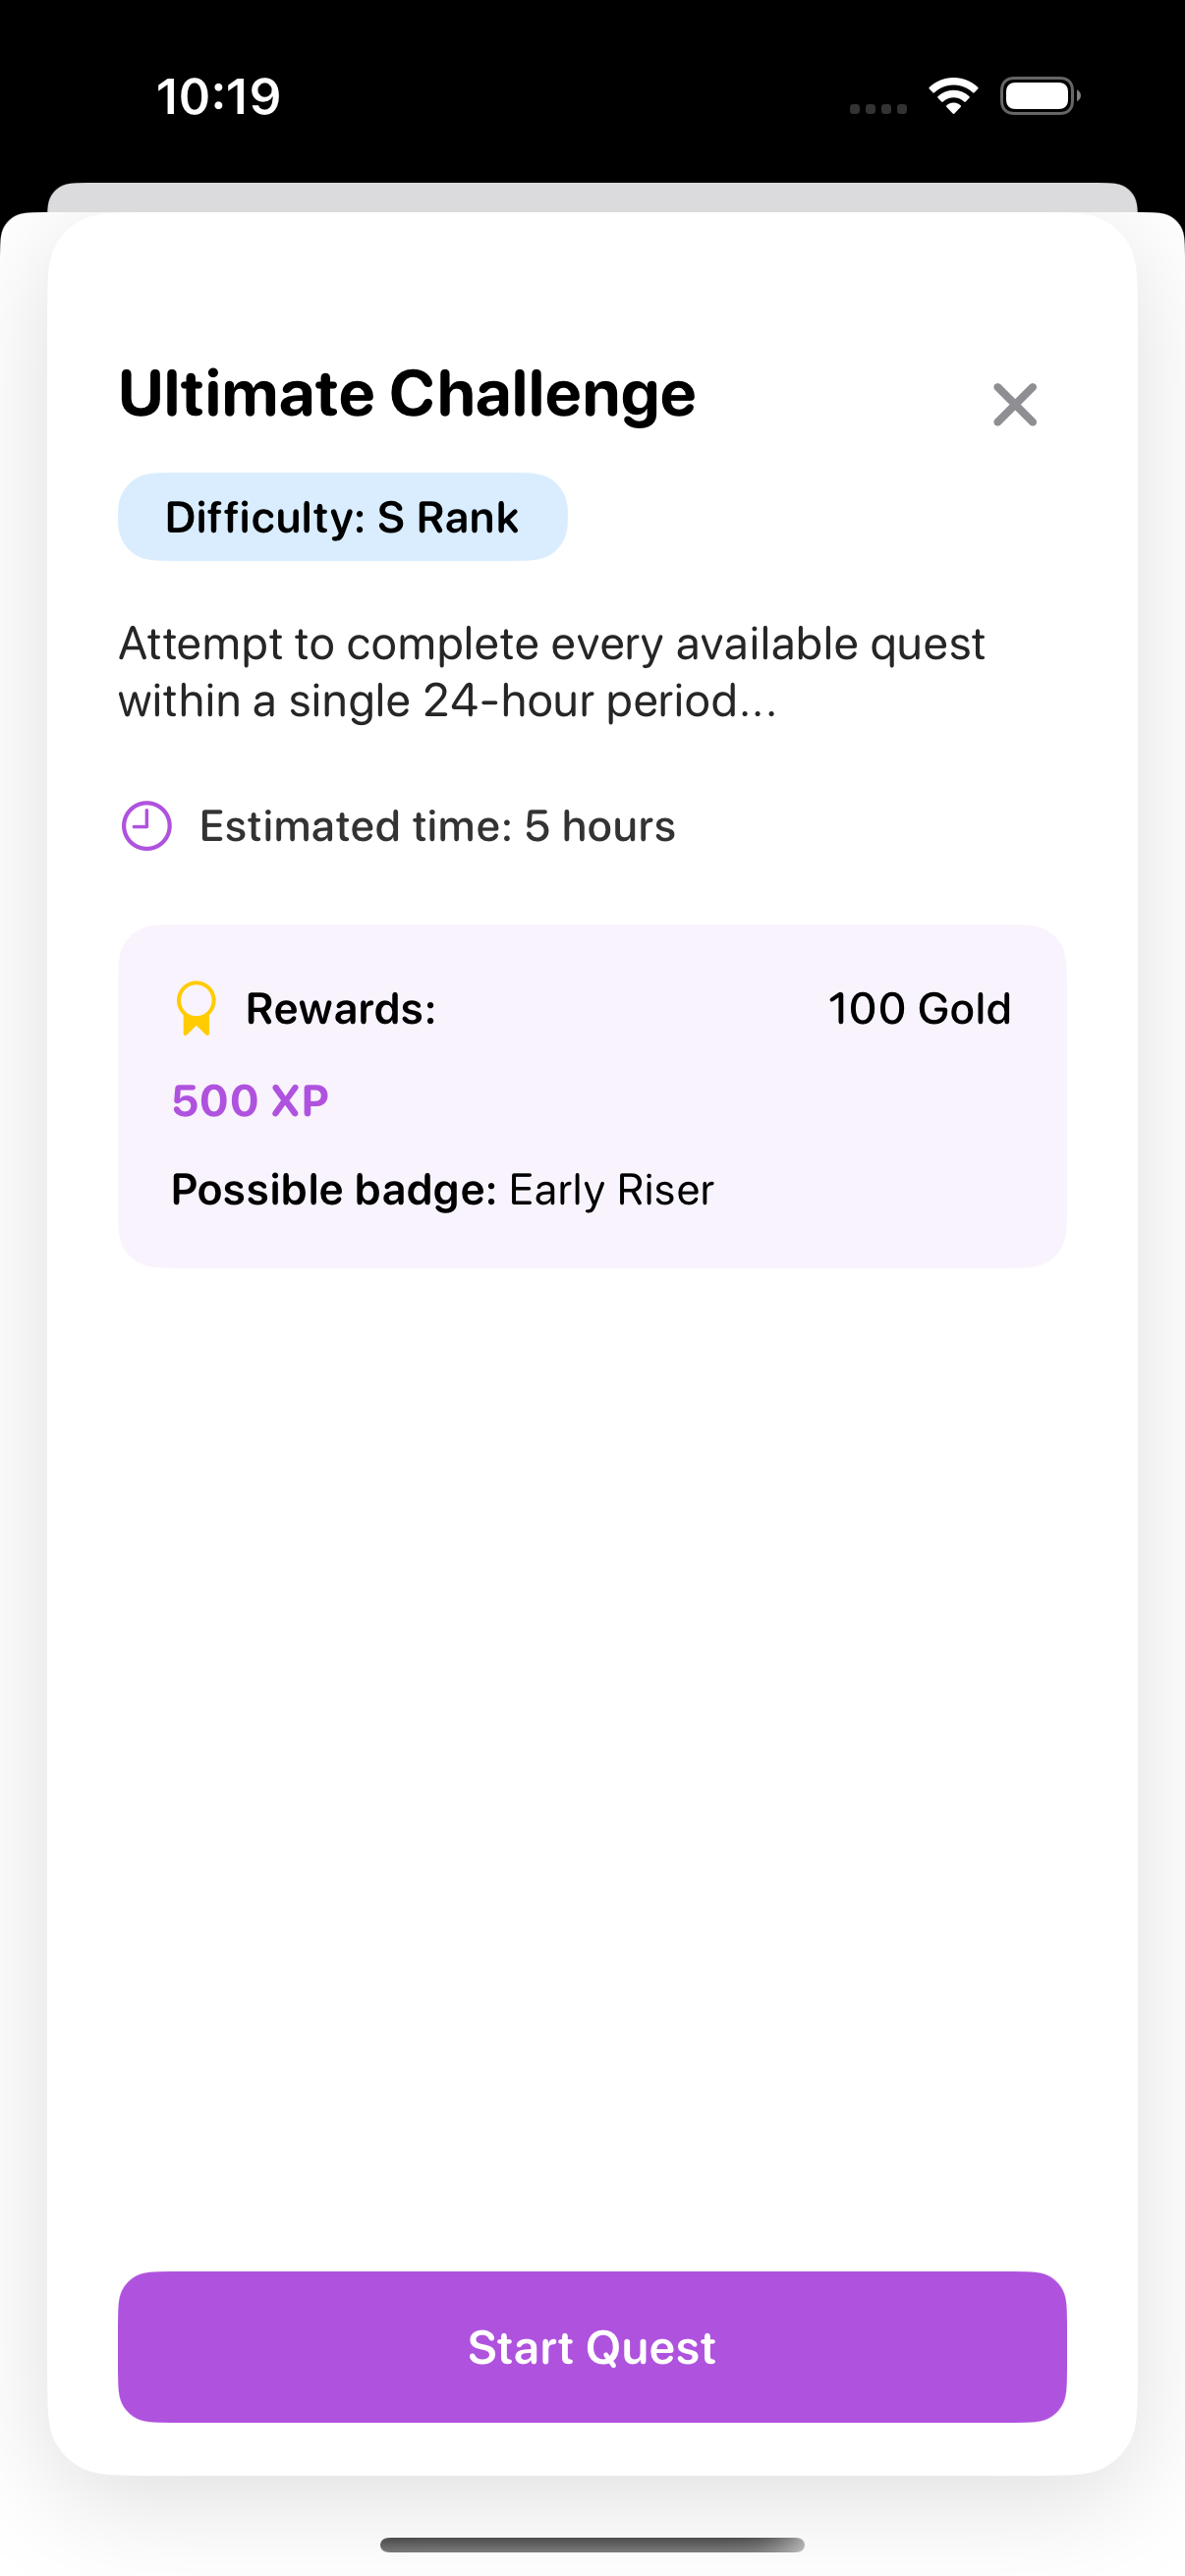 10:19
Ultimate Challenge
Difficulty: S Rank
Attempt to complete every available quest
within a single 24-hour period...
Estimated time: 5 hours
Rewards: 100 Gold
500 XP
Possible badge: Early Riser
Start Quest